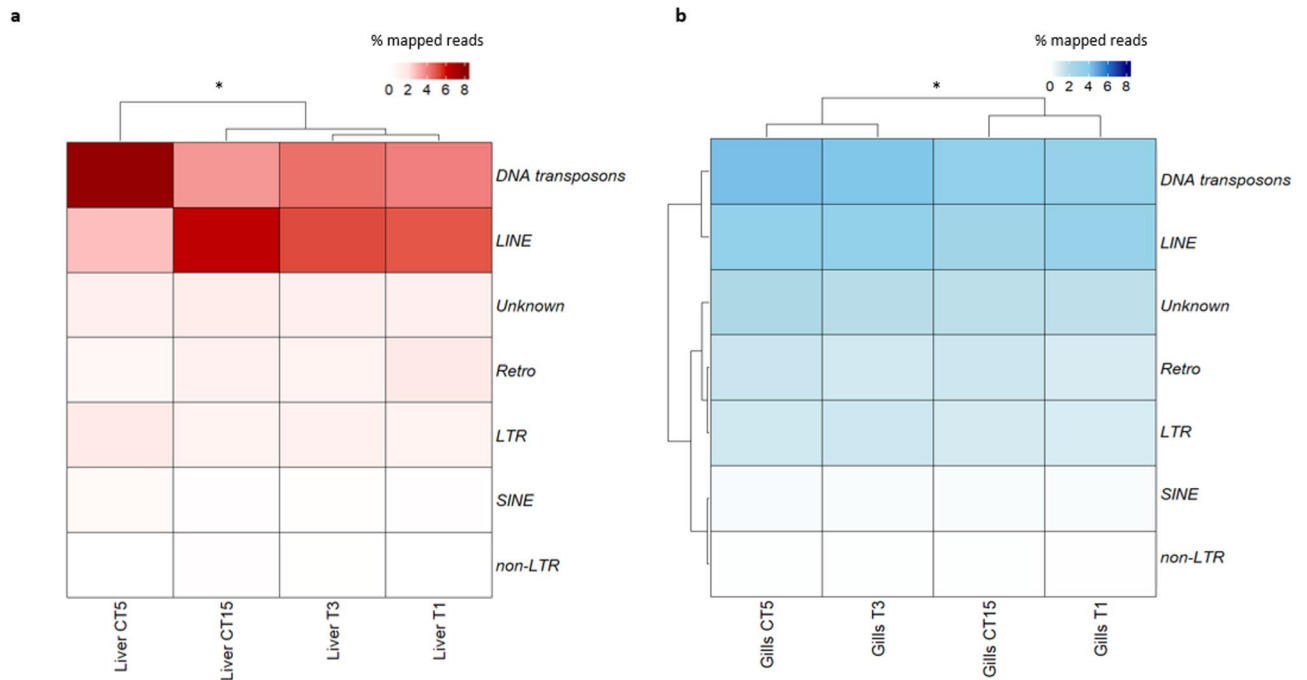 a
% mapped reads
0 2 4 6 8
*
DNA transposons
LINE
Unknown
Retro
LTR
SINE
non-LTR
Liver CT5
Liver CT15
Liver T3
Liver T1
b
% mapped reads
0 2 4 6 8
*
DNA transposons
LINE
Unknown
Retro
LTR
SINE
non-LTR
Gills CT5
Gills T3
Gills CT15
Gills T1